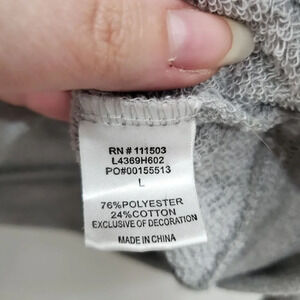 RN # 111503
L4369H602
PO#00155513
L
76%POLYESTER
24%COTTON
EXCLUSIVE OF DECORATION
MADE IN CHINA